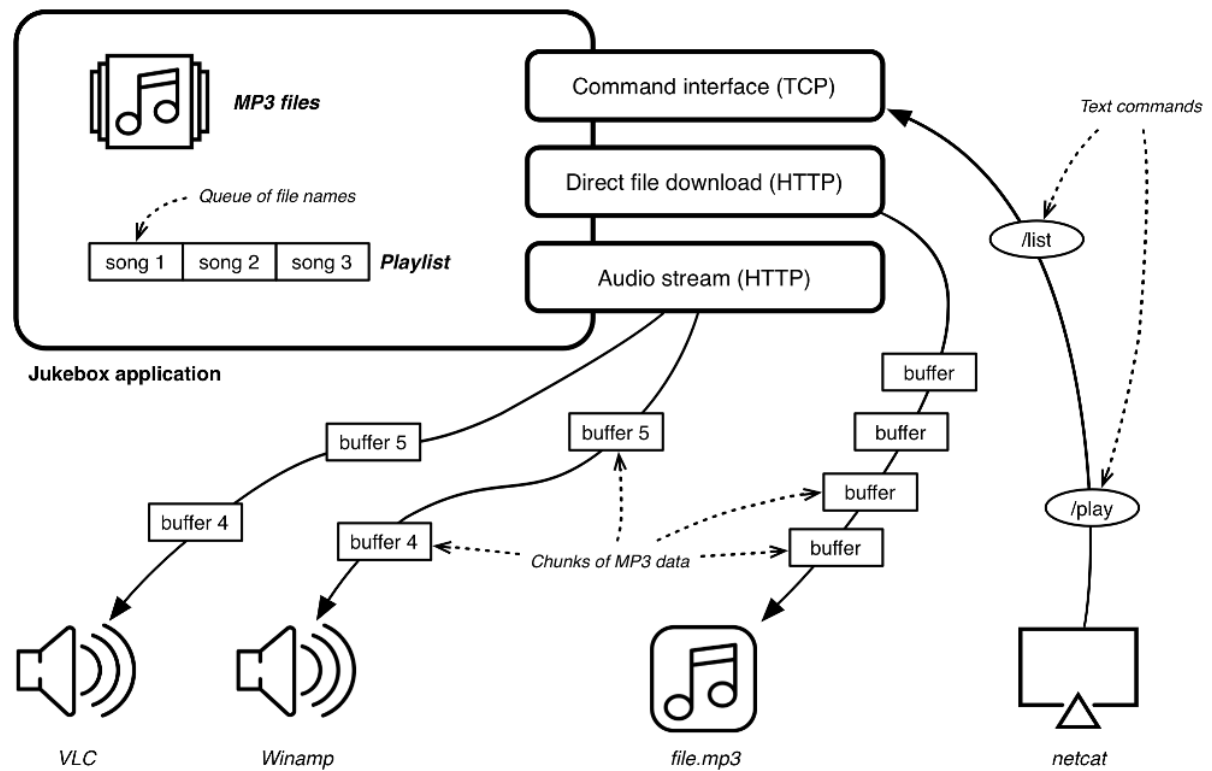 Command interface (TCP)
MP3 files
Text commands
Direct file download (HTTP)
Queue of file names
/list
song 1 song 2 song 3 Playlist
Audio stream (HTTP)
Jukebox application
buffer
buffer 5
buffer 5
buffer
buffer
buffer 4
/play
buffer 4
buffer
Chunks of MP3 data
VLC
Winamp
file.mp3
netcat